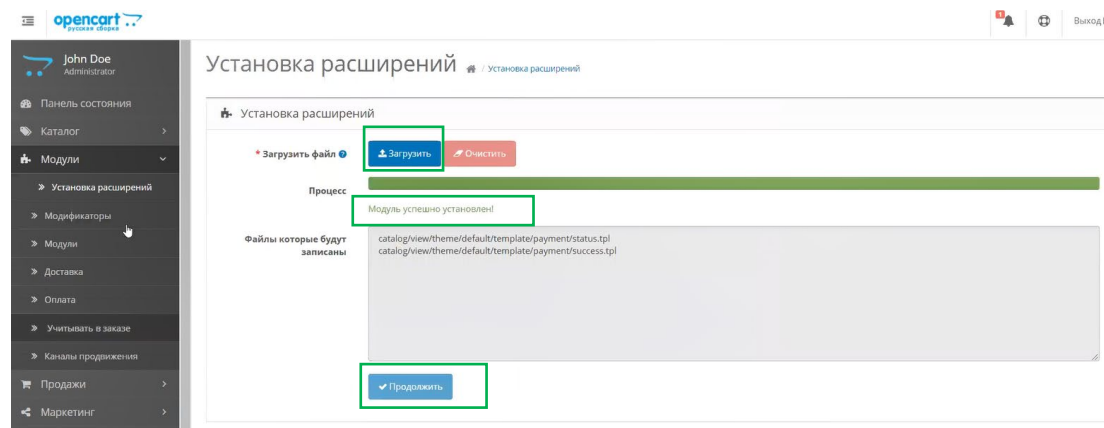 opencart
русская сборка
1
Выход
John Doe
Administrator
Панель состояния
Каталог
Модули
Установка расширений
Модификаторы
Модули
Доставка
Оплата
Учитывать в заказе
Каналы продвижения
Продажи
Маркетинг
Установка расширений / Установка расширений
Установка расширений
* Загрузить файл ? Загрузить Очистить
Процесс
Модуль успешно установлен!
Файлы которые будут записаны
catalog/view/theme/default/template/payment/status.tpl
catalog/view/theme/default/template/payment/success.tpl
Продолжить